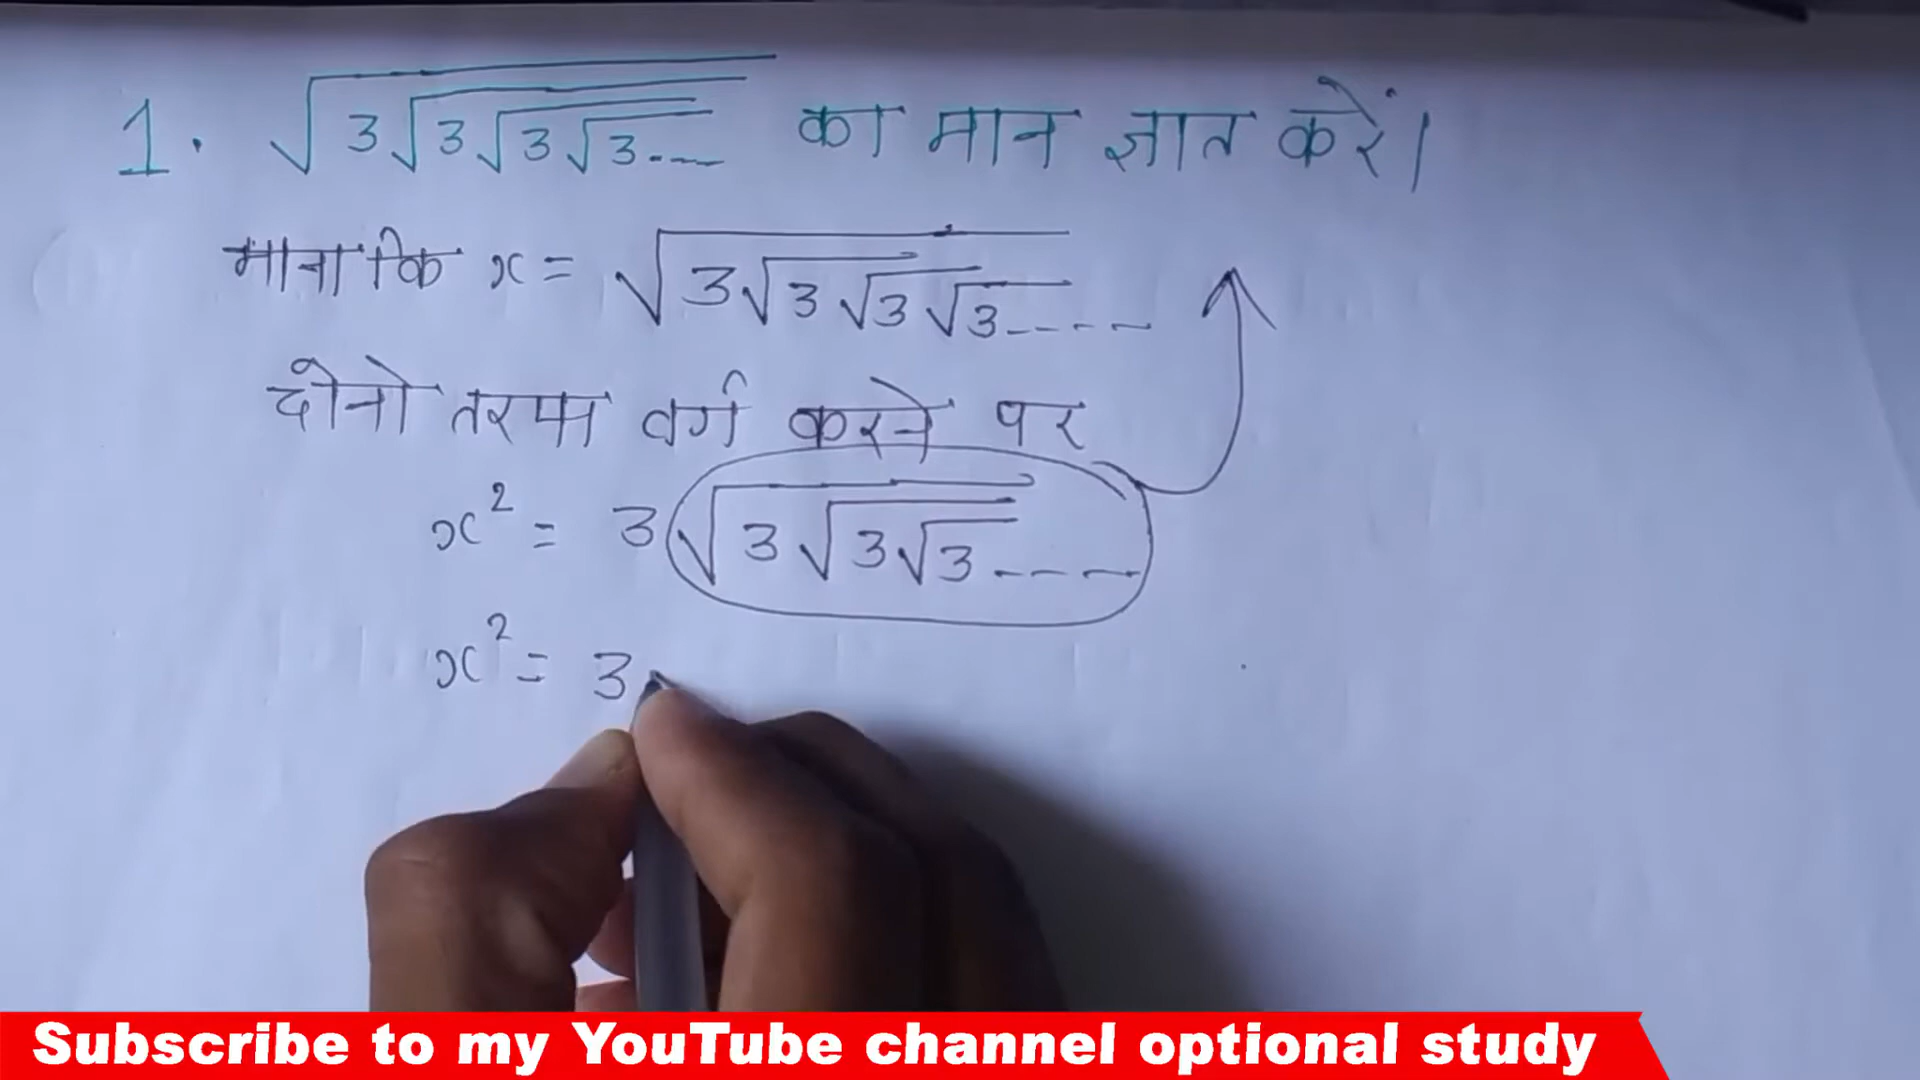 1. √3√3√3√3... का मान ज्ञात करें।
माना कि x = √3√3√3√3....
दोनो तरफ वर्ग करने पर
x² = 3√3√3√3....
x² = 3
Subscribe to my YouTube channel optional study